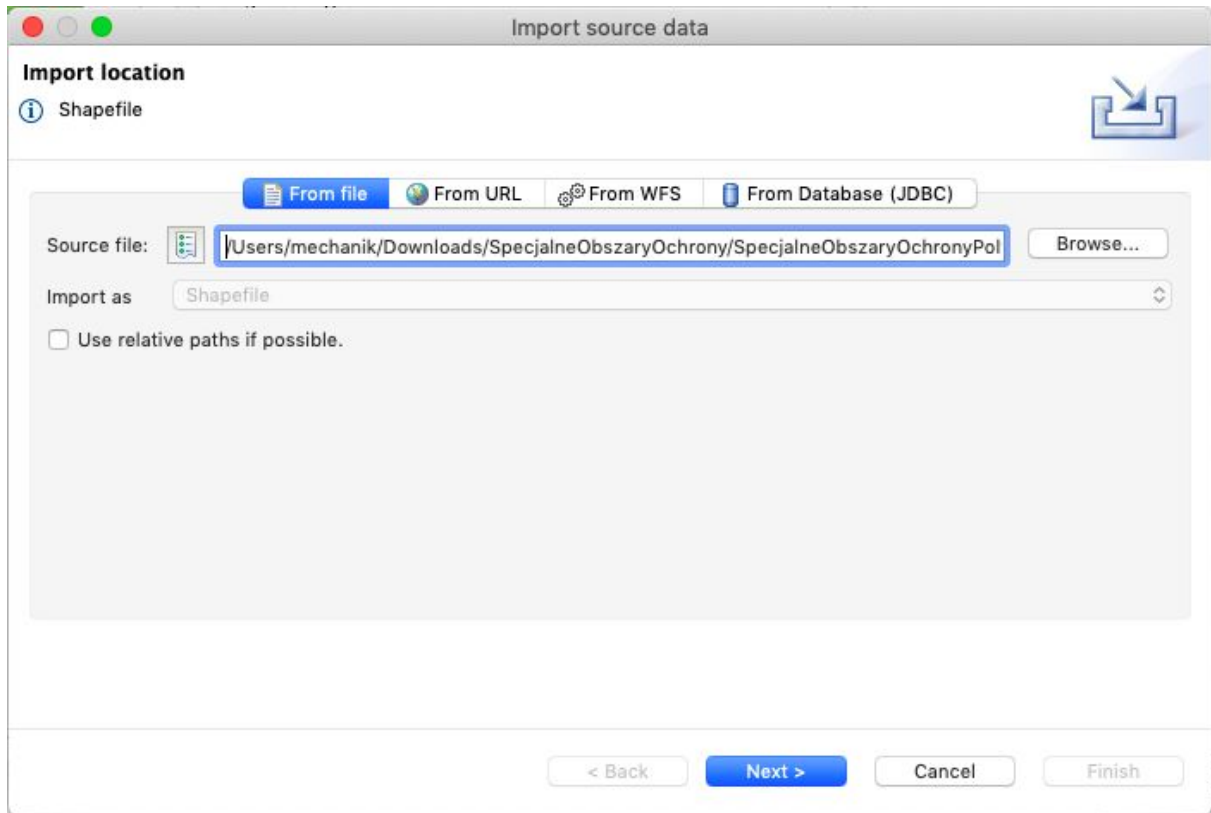 Import source data
Import location
Shapefile
From file From URL From WFS From Database (JDBC)
Source file: /Users/mechanik/Downloads/SpecjalneObszaryOchrony/SpecjalneObszaryOchronyPol Browse...
Import as Shapefile
Use relative paths if possible.
< Back Next > Cancel Finish